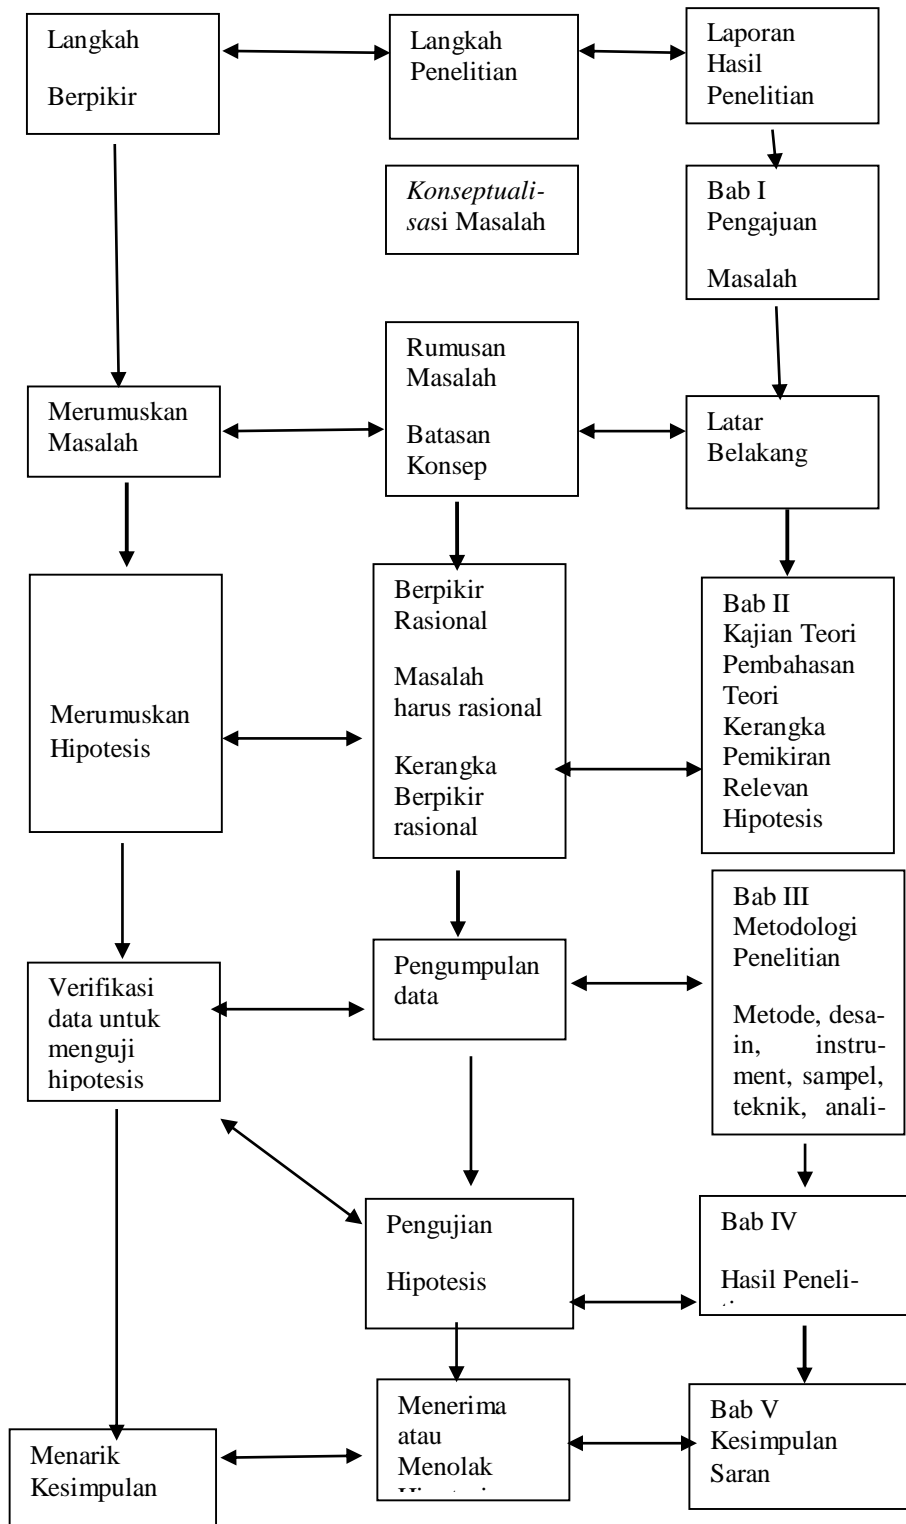 Langkah
Berpikir
Langkah
Penelitian
Laporan
Hasil
Penelitian
Konseptuali-
sasi Masalah
Bab I
Pengajuan
Masalah
Merumuskan
Masalah
Rumusan
Masalah
Batasan
Konsep
Latar
Belakang
Merumuskan
Hipotesis
Berpikir
Rasional
Masalah
harus rasional
Kerangka
Berpikir
rasional
Bab II
Kajian Teori
Pembahasan
Teori
Kerangka
Pemikiran
Relevan
Hipotesis
Verifikasi
data untuk
menguji
hipotesis
Pengumpulan
data
Bab III
Metodologi
Penelitian
Metode, desa-
in, instru-
ment, sampel,
teknik, anali-
Pengujian
Hipotesis
Bab IV
Hasil Peneli-
Menarik
Kesimpulan
Menerima
atau
Menolak
Bab V
Kesimpulan
Saran